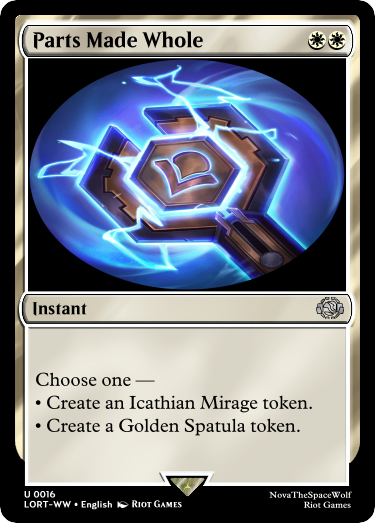 Parts Made Whole
Instant
Choose one —
• Create an Icathian Mirage token.
• Create a Golden Spatula token.
U 0016
LORT-WW • English RIOT GAMES
NovaTheSpaceWolf
Riot Games